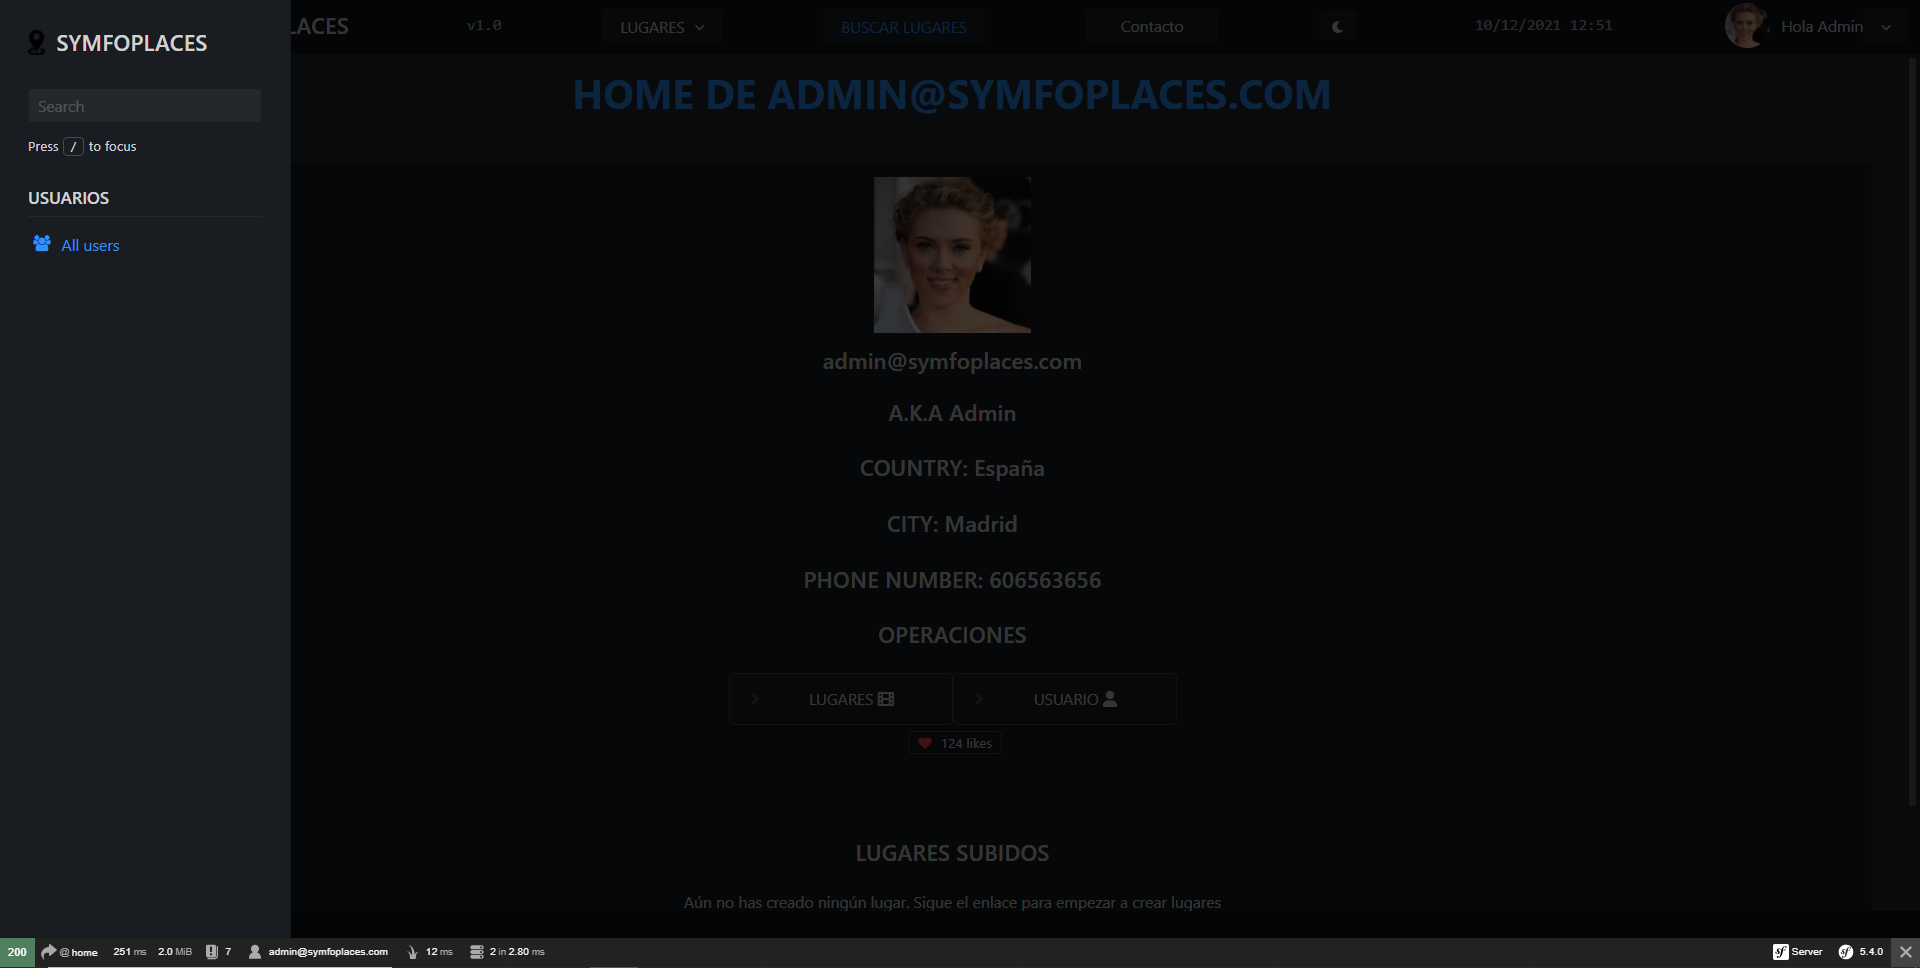 SYMFOPLACES
Search
Press / to focus
USUARIOS
All users
LACES
v1.0
LUGARES
BUSCAR LUGARES
Contacto
10/12/2021 12:51
Hola Admin
HOME DE ADMIN@SYMFOPLACES.COM
admin@symfoplaces.com
A.K.A Admin
COUNTRY: España
CITY: Madrid
PHONE NUMBER: 606563656
OPERACIONES
LUGARES
USUARIO
124 likes
LUGARES SUBIDOS
Aún no has creado ningún lugar. Sigue el enlace para empezar a crear lugares
200 @ home 251 ms 2.0 MiB 7 admin@symfoplaces.com 12 ms 2 in 2.80 ms sf Server sf 5.4.0